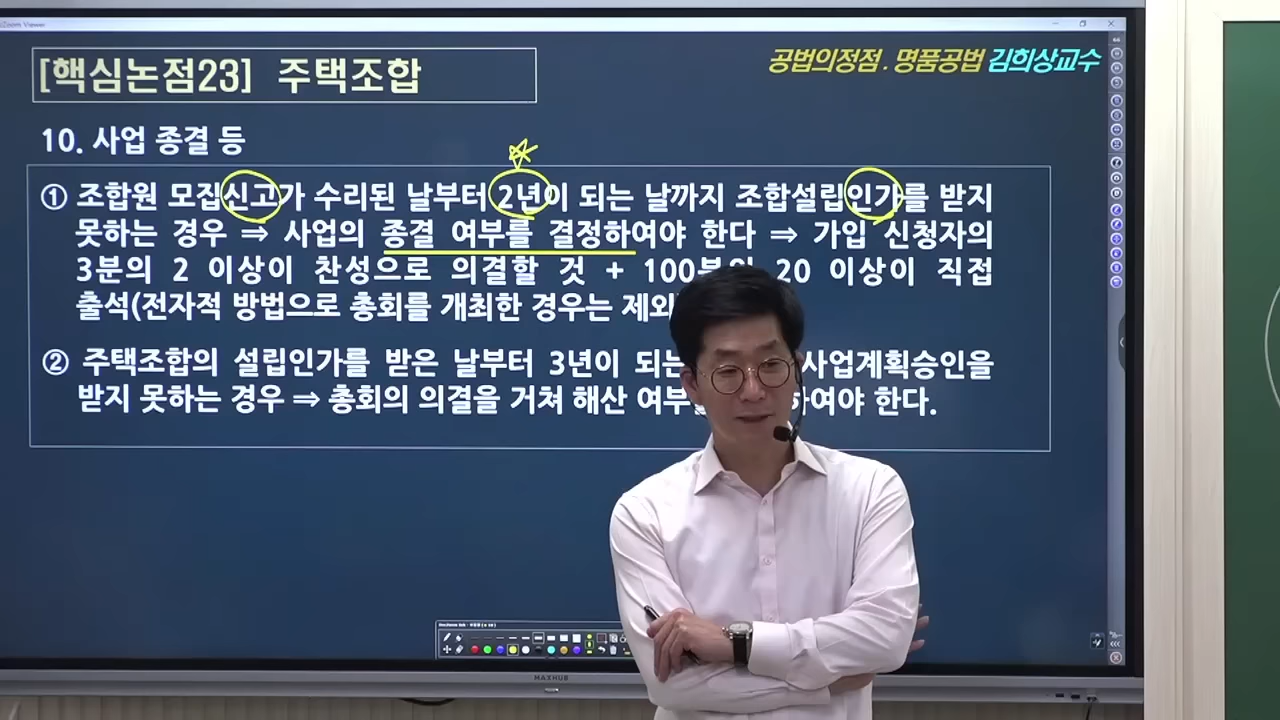 Zoom Viewer
[핵심논점23] 주택조합
공법의정점. 명품공법 김희상교수
10. 사업 종결 등
① 조합원 모집신고가 수리된 날부터 2년이 되는 날까지 조합설립인가를 받지
못하는 경우 ⇒ 사업의 종결 여부를 결정하여야 한다 ⇒ 가입 신청자의
3분의 2 이상이 찬성으로 의결할 것 + 100분의 20 이상이 직접
출석(전자적 방법으로 총회를 개최한 경우는 제외
② 주택조합의 설립인가를 받은 날부터 3년이 되는 사업계획승인을
받지 못하는 경우 ⇒ 총회의 의결을 거쳐 해산 여부를 하여야 한다.
MAXHUB